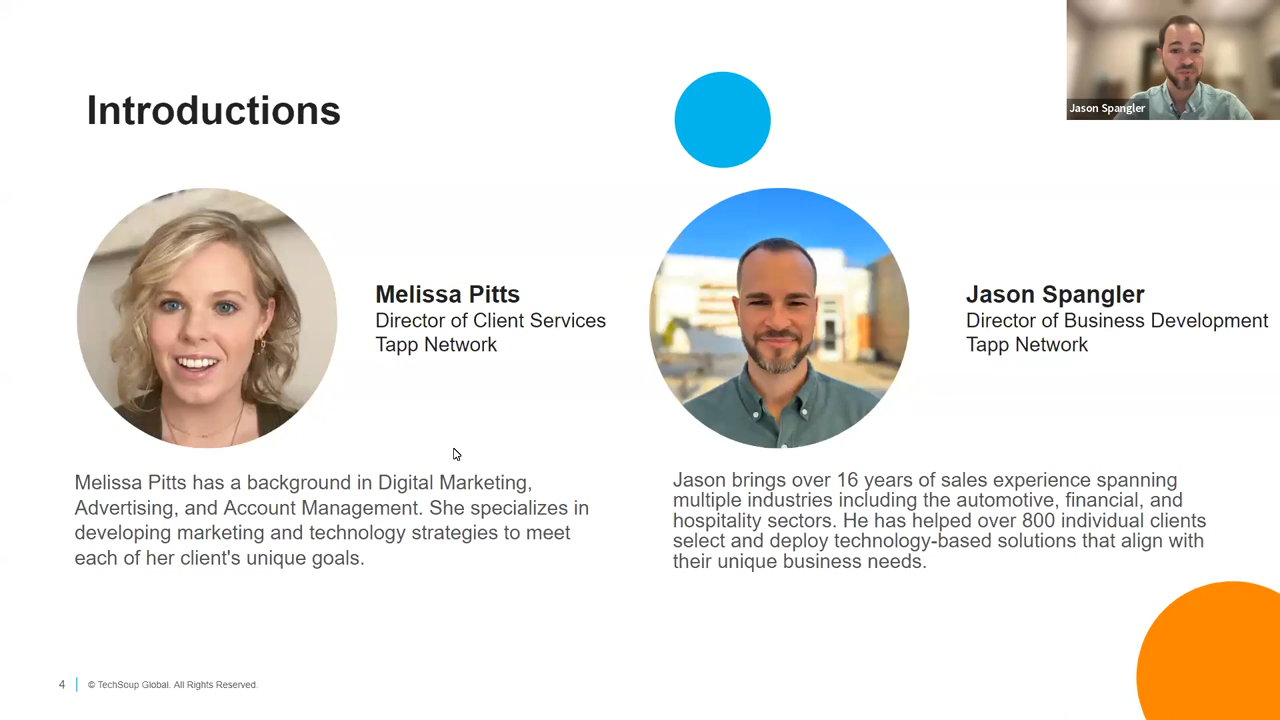 Introductions
Jason Spangler
Melissa Pitts
Director of Client Services
Tapp Network
Jason Spangler
Director of Business Development
Tapp Network
Melissa Pitts has a background in Digital Marketing,
Advertising, and Account Management. She specializes in
developing marketing and technology strategies to meet
each of her client's unique goals.
Jason brings over 16 years of sales experience spanning
multiple industries including the automotive, financial, and
hospitality sectors. He has helped over 800 individual clients
select and deploy technology-based solutions that align with
their unique business needs.
4
© TechSoup Global. All Rights Reserved.